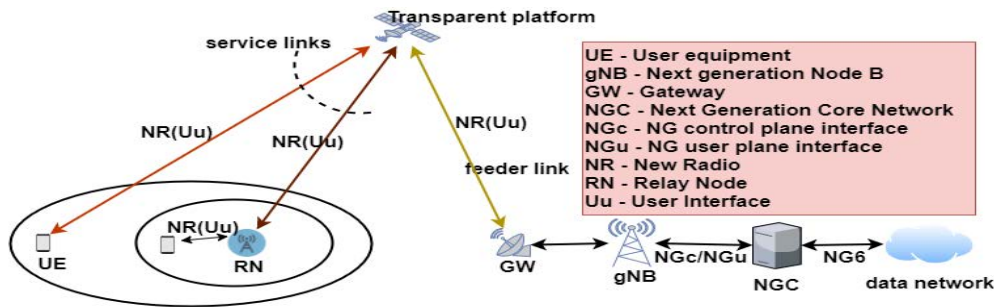 Transparent platform
service links
UE - User equipment
gNB - Next generation Node B
GW - Gateway
NGC - Next Generation Core Network
NGc - NG control plane interface
NGu - NG user plane interface
NR - New Radio
RN - Relay Node
Uu - User Interface
NR(Uu)
NR(Uu)
NR(Uu)
feeder link
NR(Uu)
UE
RN
GW
gNB
NGc/NGu
NGC
NG6
data network